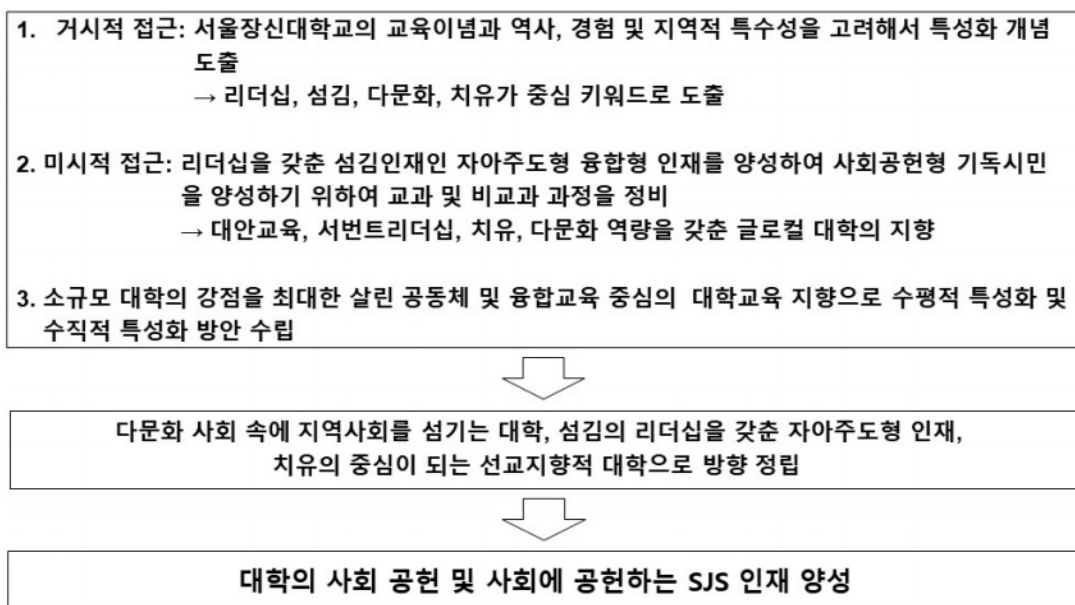 1. 거시적 접근: 서울장신대학교의 교육이념과 역사, 경험 및 지역적 특수성을 고려해서 특성화 개념
도출
→ 리더십, 섬김, 다문화, 치유가 중심 키워드로 도출
2. 미시적 접근: 리더십을 갖춘 섬김인재인 자아주도형 융합형 인재를 양성하여 사회공헌형 기독시민
을 양성하기 위하여 교과 및 비교과 과정을 정비
→ 대안교육, 서번트리더십, 치유, 다문화 역량을 갖춘 글로컬 대학의 지향
3. 소규모 대학의 강점을 최대한 살린 공동체 및 융합교육 중심의 대학교육 지향으로 수평적 특성화 및
수직적 특성화 방안 수립
다문화 사회 속에 지역사회를 섬기는 대학, 섬김의 리더십을 갖춘 자아주도형 인재,
치유의 중심이 되는 선교지향적 대학으로 방향 정립
대학의 사회 공헌 및 사회에 공헌하는 SJS 인재 양성